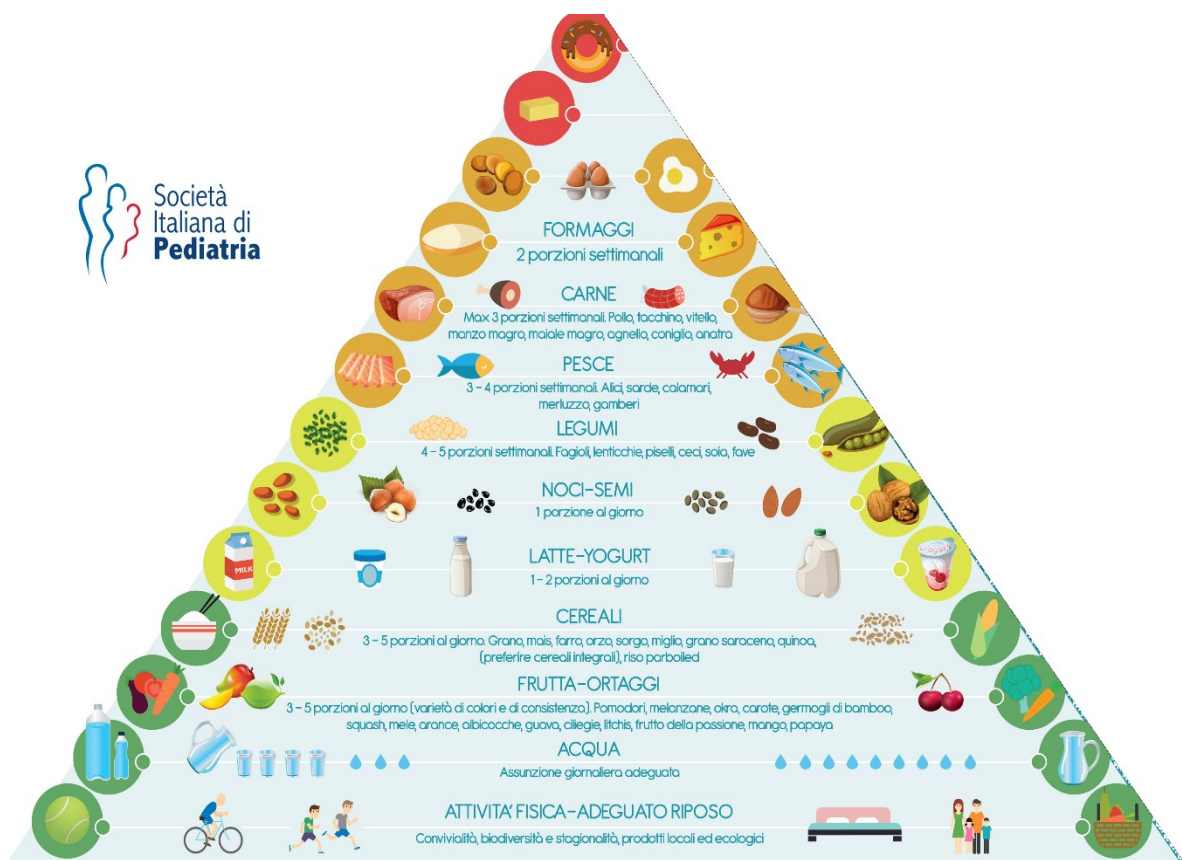 Società
Italiana di
Pediatria
FORMAGGI
2 porzioni settimanali
CARNE
Max 3 porzioni settimanali. Pollo, tacchino, vitello,
manzo magro, maiale magro, agnello, coniglio, anatra
PESCE
3 – 4 porzioni settimanali. Alici, sarde, calamari,
merluzzo, gamberi
LEGUMI
4 – 5 porzioni settimanali. Fagioli, lenticchie, piselli, ceci, soia, fave
NOCI-SEMI
1 porzione al giorno
MILK
LATTE-YOGURT
1 – 2 porzioni al giorno
CEREALI
3 – 5 porzioni al giorno. Grano, mais, farro, orzo, sorgo, miglio, grano saraceno, quinoa,
(preferire cereali integrali), riso parboiled
FRUTTA-ORTAGGI
3 – 5 porzioni al giorno (varietà di colori e di consistenza). Pomodori, melanzane, okra, carote, germogli di bamboo,
squash, mele, arance, albicocche, guava, ciliegie, litchis, frutto della passione, mango, papaya
ACQUA
Assunzione giornaliera adeguata
ATTIVITA' FISICA-ADEGUATO RIPOSO
Convivialità, biodiversità e stagionalità, prodotti locali ed ecologici